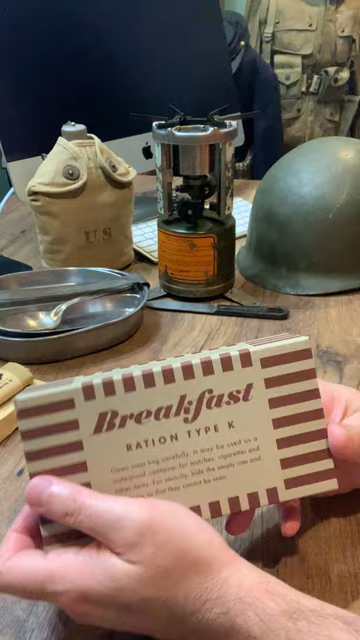 U S
Breakfast
RATION TYPE K
Open inner bag carefully. It may be used as a
waterproof container for matches, cigarettes and
other items. For security, hide the empty can and
so that they cannot be seen.